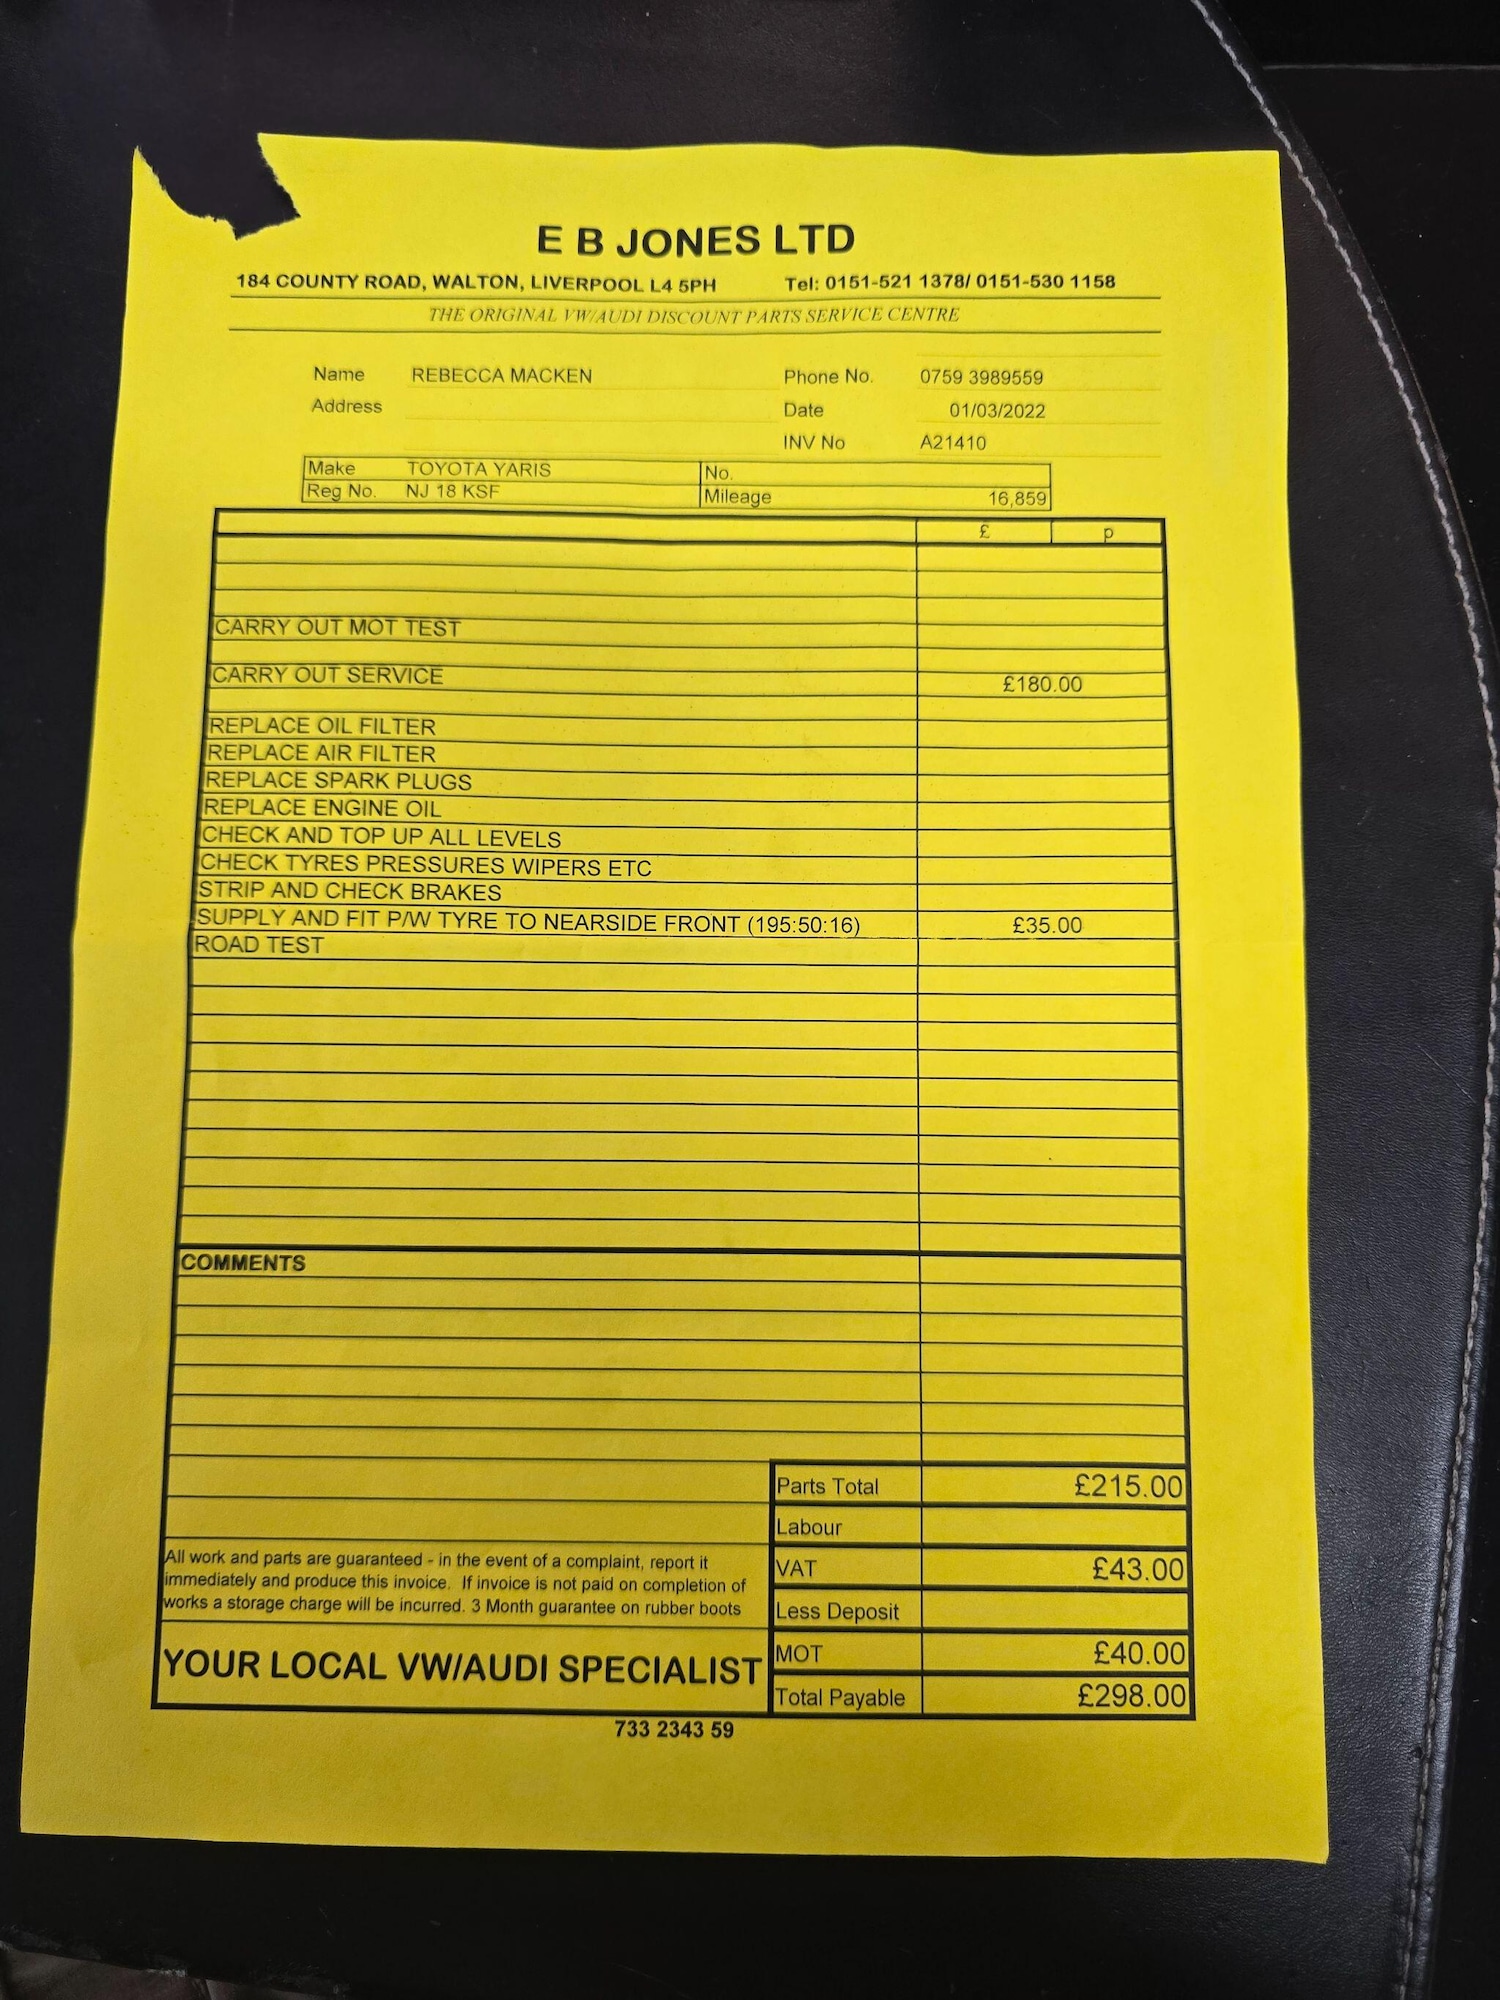 E B JONES LTD
184 COUNTY ROAD, WALTON, LIVERPOOL L4 5PH Tel: 0151-521 1378/ 0151-530 1158
THE ORIGINAL VW/AUDI DISCOUNT PARTS SERVICE CENTRE
Name REBECCA MACKEN Phone No. 0759 3989559
Address Date 01/03/2022
INV No A21410
Make TOYOTA YARIS No.
Reg No. NJ 18 KSF Mileage 16,859
£ p
CARRY OUT MOT TEST
CARRY OUT SERVICE £180.00
REPLACE OIL FILTER
REPLACE AIR FILTER
REPLACE SPARK PLUGS
REPLACE ENGINE OIL
CHECK AND TOP UP ALL LEVELS
CHECK TYRES PRESSURES WIPERS ETC
STRIP AND CHECK BRAKES
SUPPLY AND FIT P/W TYRE TO NEARSIDE FRONT (195:50:16) £35.00
ROAD TEST
COMMENTS
Parts Total £215.00
Labour
All work and parts are guaranteed - in the event of a complaint, report it
immediately and produce this invoice. If invoice is not paid on completion of
works a storage charge will be incurred. 3 Month guarantee on rubber boots
VAT £43.00
Less Deposit
YOUR LOCAL VW/AUDI SPECIALIST
MOT £40.00
Total Payable £298.00
733 2343 59